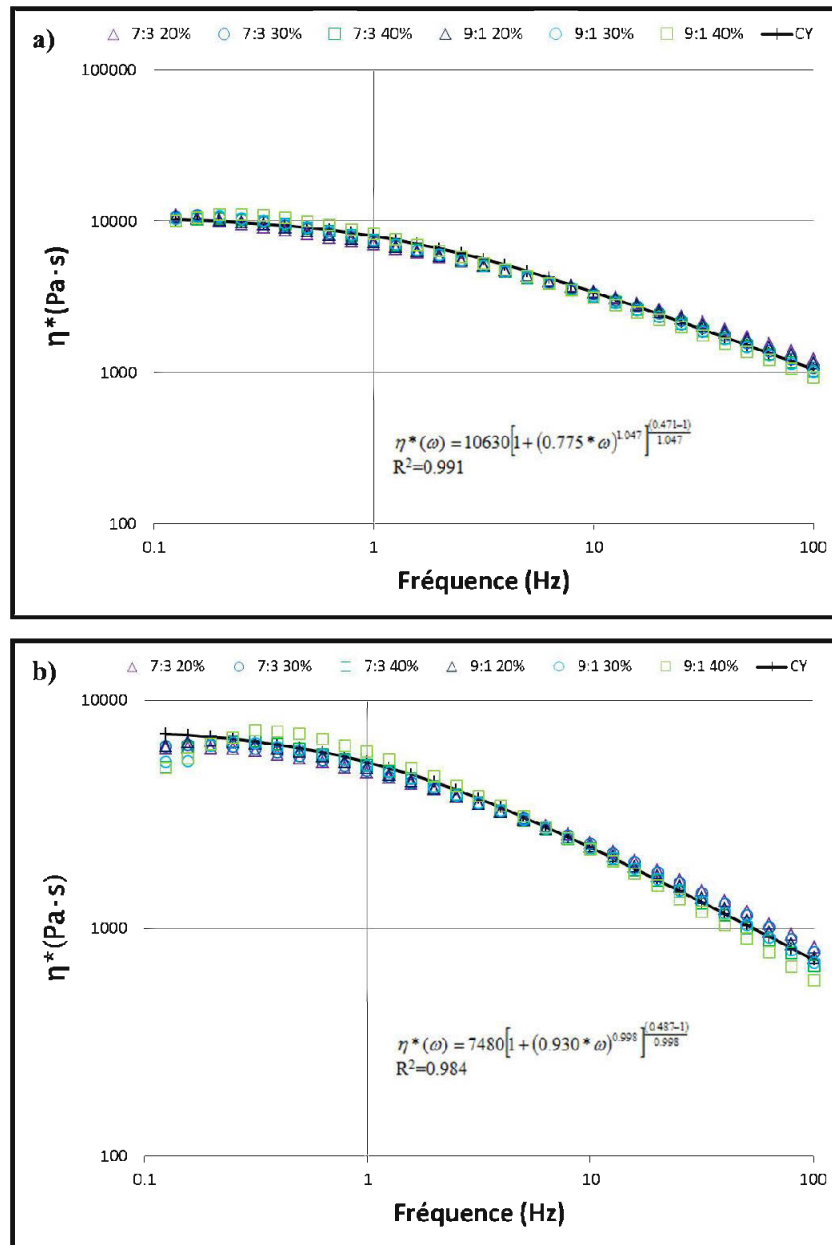 a)
7:3 20% 7:3 30% 7:3 40% 9:1 20% 9:1 30% 9:1 40% CY
100000
10000
1000
100
η*(Pa·s)
η*(ω) = 10630[1+(0.775*ω)^1.047]^((0.471–1)/1.047)
R²=0.991
0.1 1 10 100
Fréquence (Hz)
b)
7:3 20% 7:3 30% 7:3 40% 9:1 20% 9:1 30% 9:1 40% CY
10000
1000
100
η*(Pa·s)
η*(ω) = 7480[1+(0.930*ω)^0.998]^((0.487–1)/0.998)
R²=0.984
0.1 1 10 100
Fréquence (Hz)